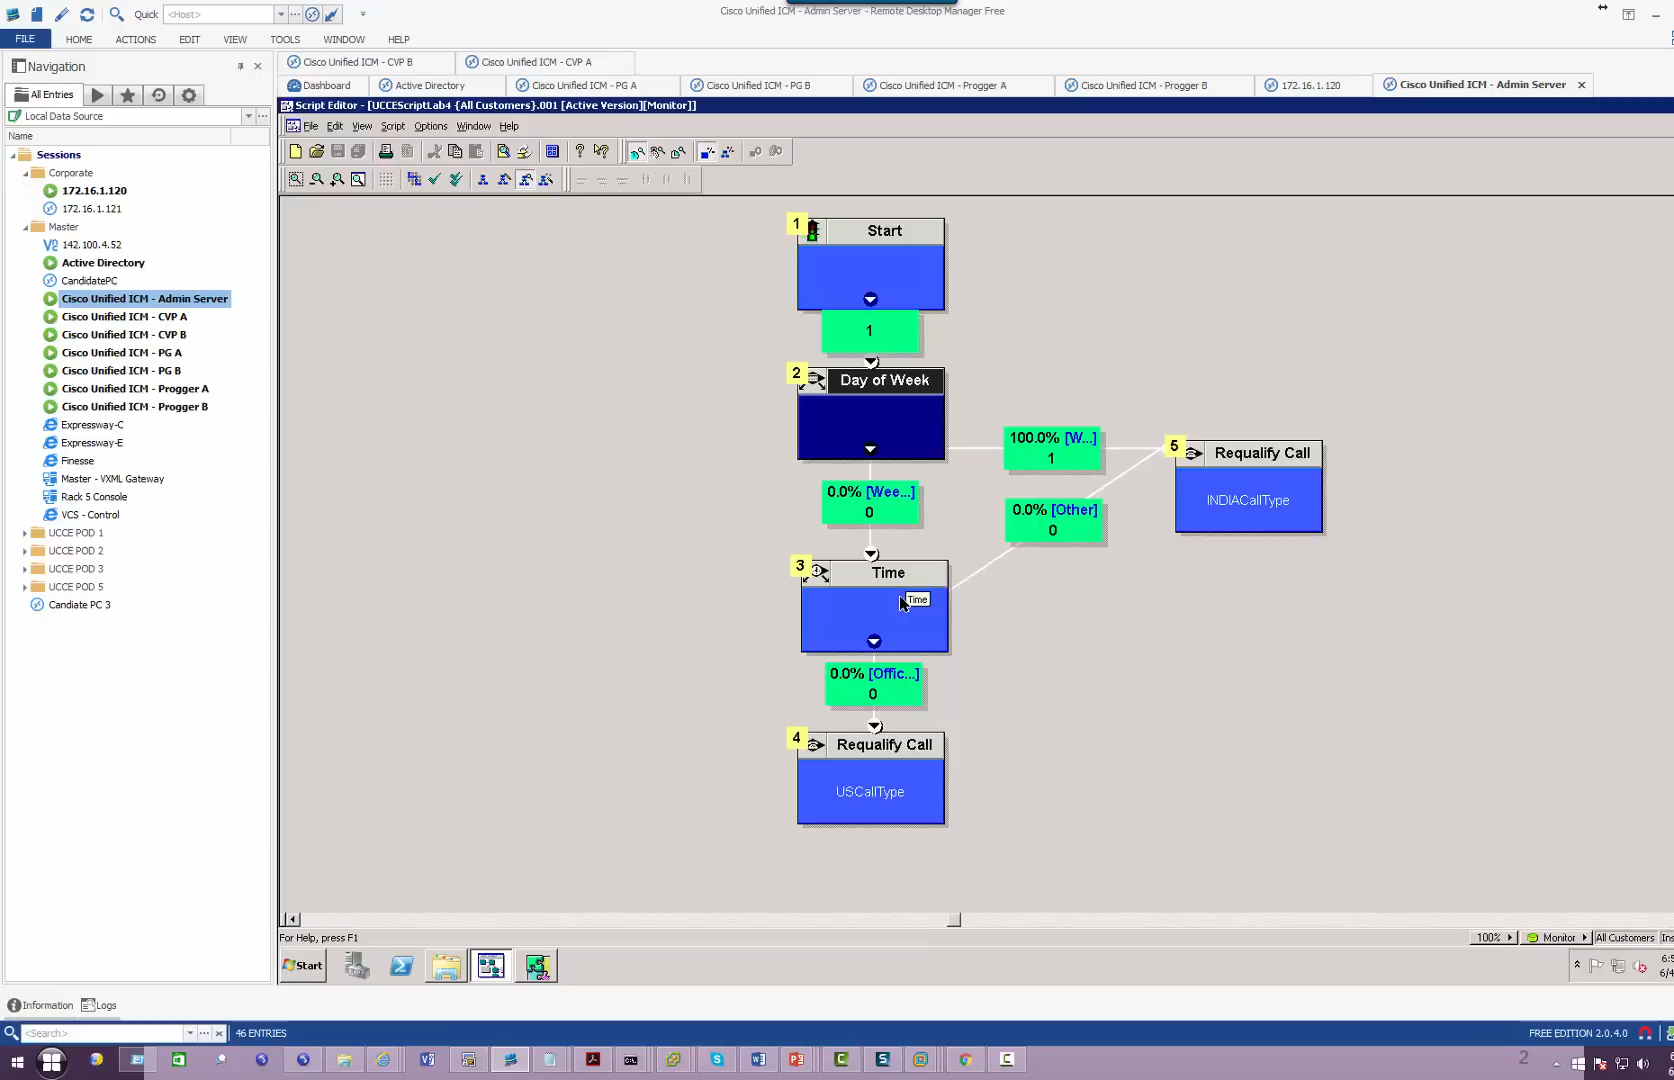 Cisco Unified ICM - Admin Server - Remote Desktop Manager Free
Quick <Host>
FILE HOME ACTIONS EDIT VIEW TOOLS WINDOW HELP
Navigation
All Entries
Local Data Source
Name
Sessions
Corporate
172.16.1.120
172.16.1.121
Master
142.100.4.52
Active Directory
CandidatePC
Cisco Unified ICM - Admin Server
Cisco Unified ICM - CVP A
Cisco Unified ICM - CVP B
Cisco Unified ICM - PG A
Cisco Unified ICM - PG B
Cisco Unified ICM - Progger A
Cisco Unified ICM - Progger B
Expressway-C
Expressway-E
Finesse
Master - VXML Gateway
Rack 5 Console
VCS - Control
UCCE POD 1
UCCE POD 2
UCCE POD 3
UCCE POD 5
Candiate PC 3
Cisco Unified ICM - CVP B Cisco Unified ICM - CVP A
Dashboard Active Directory Cisco Unified ICM - PG A Cisco Unified ICM - PG B Cisco Unified ICM - Progger A Cisco Unified ICM - Progger B 172.16.1.120 Cisco Unified ICM - Admin Server
Script Editor - [UCCEScriptLab4 {All Customers}.001 [Active Version][Monitor]]
File Edit View Script Options Window Help
1 Start
1
2 Day of Week
100.0% [W...]
1
5 Requalify Call
INDIACallType
0.0% [Wee...]
0
0.0% [Other]
0
3 Time
Time
0.0% [Offic...]
0
4 Requalify Call
USCallType
For Help, press F1
100% Monitor All Customers Ins
Start
6:5
6/4
Information Logs
<Search> 46 ENTRIES
FREE EDITION 2.0.4.0
2